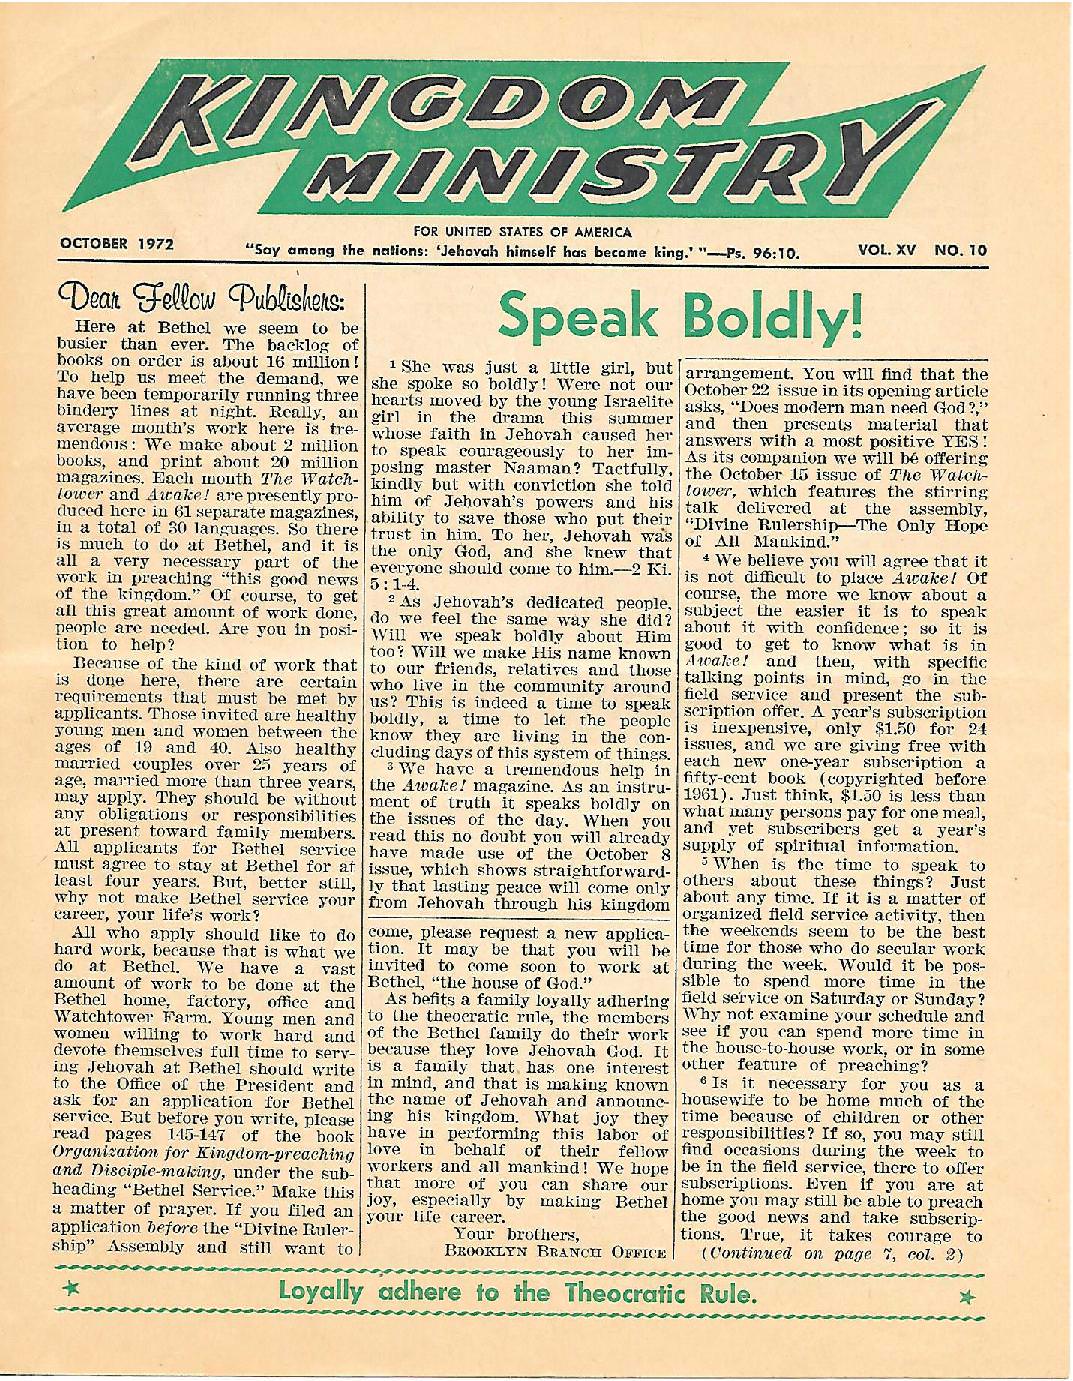 KINGDOM
MINISTRY
FOR UNITED STATES OF AMERICA
OCTOBER 1972
"Say among the nations: 'Jehovah himself has become king.' "—Ps. 96:10.
VOL. XV NO. 10
Dear Fellow Publishers:
Here at Bethel we seem to be
busier than ever. The backlog of
books on order is about 16 million!
To help us meet the demand, we
have been temporarily running three
bindery lines at night. Really, an
average month's work here is tre-
mendous: We make about 2 million
books, and print about 20 million
magazines. Each month The Watch-
tower and Awake! are presently pro-
duced here in 61 separate magazines,
in a total of 30 languages. So there
is much to do at Bethel, and it is
all a very necessary part of the
work in preaching "this good news
of the kingdom." Of course, to get
all this great amount of work done,
people are needed. Are you in posi-
tion to help?
Because of the kind of work that
is done here, there are certain
requirements that must be met by
applicants. Those invited are healthy
young men and women between the
ages of 19 and 40. Also healthy
married couples over 25 years of
age, married more than three years,
may apply. They should be without
any obligations or responsibilities
at present toward family members.
All applicants for Bethel service
must agree to stay at Bethel for at
least four years. But, better still,
why not make Bethel service your
career, your life's work?
All who apply should like to do
hard work, because that is what we
do at Bethel. We have a vast
amount of work to be done at the
Bethel home, factory, office and
Watchtower Farm. Young men and
women willing to work hard and
devote themselves full time to serv-
ing Jehovah at Bethel should write
to the Office of the President and
ask for an application for Bethel
service. But before you write, please
read pages 145-147 of the book
Organization for Kingdom-preaching
and Disciple-making, under the sub-
heading "Bethel Service." Make this
a matter of prayer. If you filed an
application before the "Divine Ruler-
ship" Assembly and still want to
come, please request a new applica-
tion. It may be that you will be
invited to come soon to work at
Bethel, "the house of God."
As befits a family loyally adhering
to the theocratic rule, the members
of the Bethel family do their work
because they love Jehovah God. It
is a family that has one interest
in mind, and that is making known
the name of Jehovah and announc-
ing his kingdom. What joy they
have in performing this labor of
love in behalf of their fellow
workers and all mankind! We hope
that more of you can share our
joy, especially by making Bethel
your life career.
Your brothers,
BROOKLYN BRANCH OFFICE
Speak Boldly!
1 She was just a little girl, but
she spoke so boldly! Were not our
hearts moved by the young Israelite
girl in the drama this summer
whose faith in Jehovah caused her
to speak courageously to her im-
posing master Naaman? Tactfully,
kindly but with conviction she told
him of Jehovah's powers and his
ability to save those who put their
trust in him. To her, Jehovah was
the only God, and she knew that
everyone should come to him.—2 Ki.
5:1-4.
2 As Jehovah's dedicated people,
do we feel the same way she did?
Will we speak boldly about Him
too? Will we make His name known
to our friends, relatives and those
who live in the community around
us? This is indeed a time to speak
boldly, a time to let the people
know they are living in the con-
cluding days of this system of things.
3 We have a tremendous help in
the Awake! magazine. As an instru-
ment of truth it speaks boldly on
the issues of the day. When you
read this no doubt you will already
have made use of the October 8
issue, which shows straightforward-
ly that lasting peace will come only
from Jehovah through his kingdom
arrangement. You will find that the
October 22 issue in its opening article
asks, "Does modern man need God?,"
and then presents material that
answers with a most positive YES!
As its companion we will be offering
the October 15 issue of The Watch-
tower, which features the stirring
talk delivered at the assembly,
"Divine Rulership—The Only Hope
of All Mankind."
4 We believe you will agree that it
is not difficult to place Awake! Of
course, the more we know about a
subject the easier it is to speak
about it with confidence; so it is
good to get to know what is in
Awake! and then, with specific
talking points in mind, go in the
field service and present the sub-
scription offer. A year's subscription
is inexpensive, only $1.50 for 24
issues, and we are giving free with
each new one-year subscription a
fifty-cent book (copyrighted before
1961). Just think, $1.50 is less than
what many persons pay for one meal,
and yet subscribers get a year's
supply of spiritual information.
5 When is the time to speak to
others about these things? Just
about any time. If it is a matter of
organized field service activity, then
the weekends seem to be the best
time for those who do secular work
during the week. Would it be pos-
sible to spend more time in the
field service on Saturday or Sunday?
Why not examine your schedule and
see if you can spend more time in
the house-to-house work, or in some
other feature of preaching?
6 Is it necessary for you as a
housewife to be home much of the
time because of children or other
responsibilities? If so, you may still
find occasions during the week to
be in the field service, there to offer
subscriptions. Even if you are at
home you may still be able to preach
the good news and take subscrip-
tions. True, it takes courage to
(Continued on page 7, col. 2)
Loyally adhere to the Theocratic Rule.